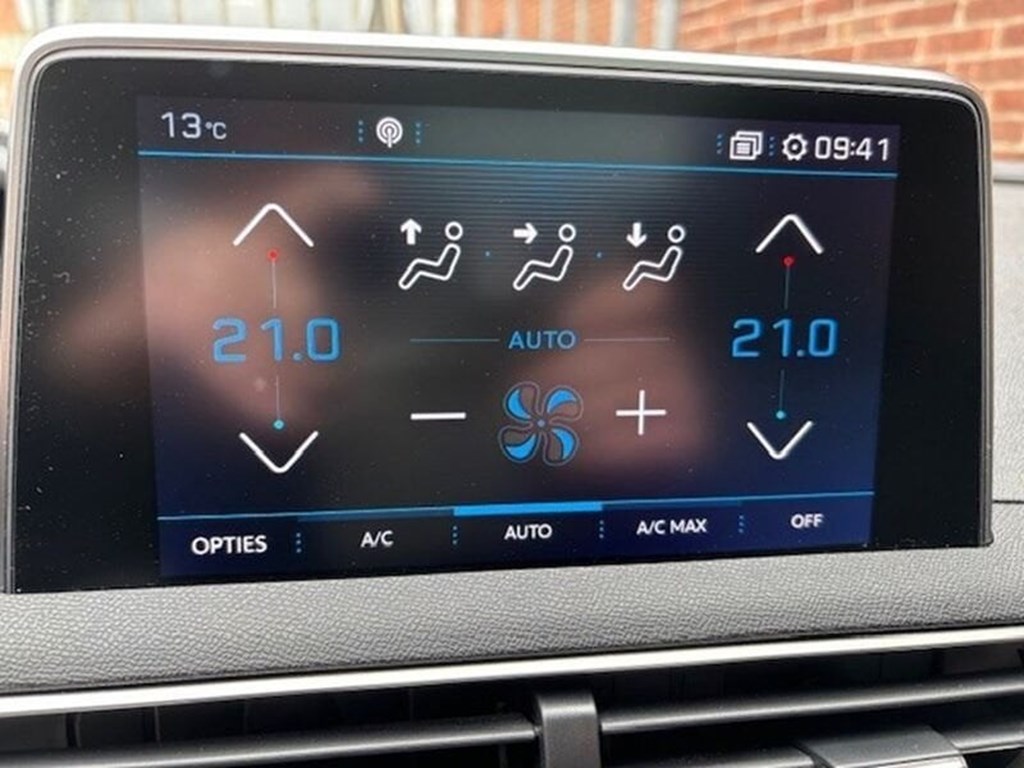 13°C 09:41
21.0 21.0
AUTO
OPTIES A/C AUTO A/C MAX OFF